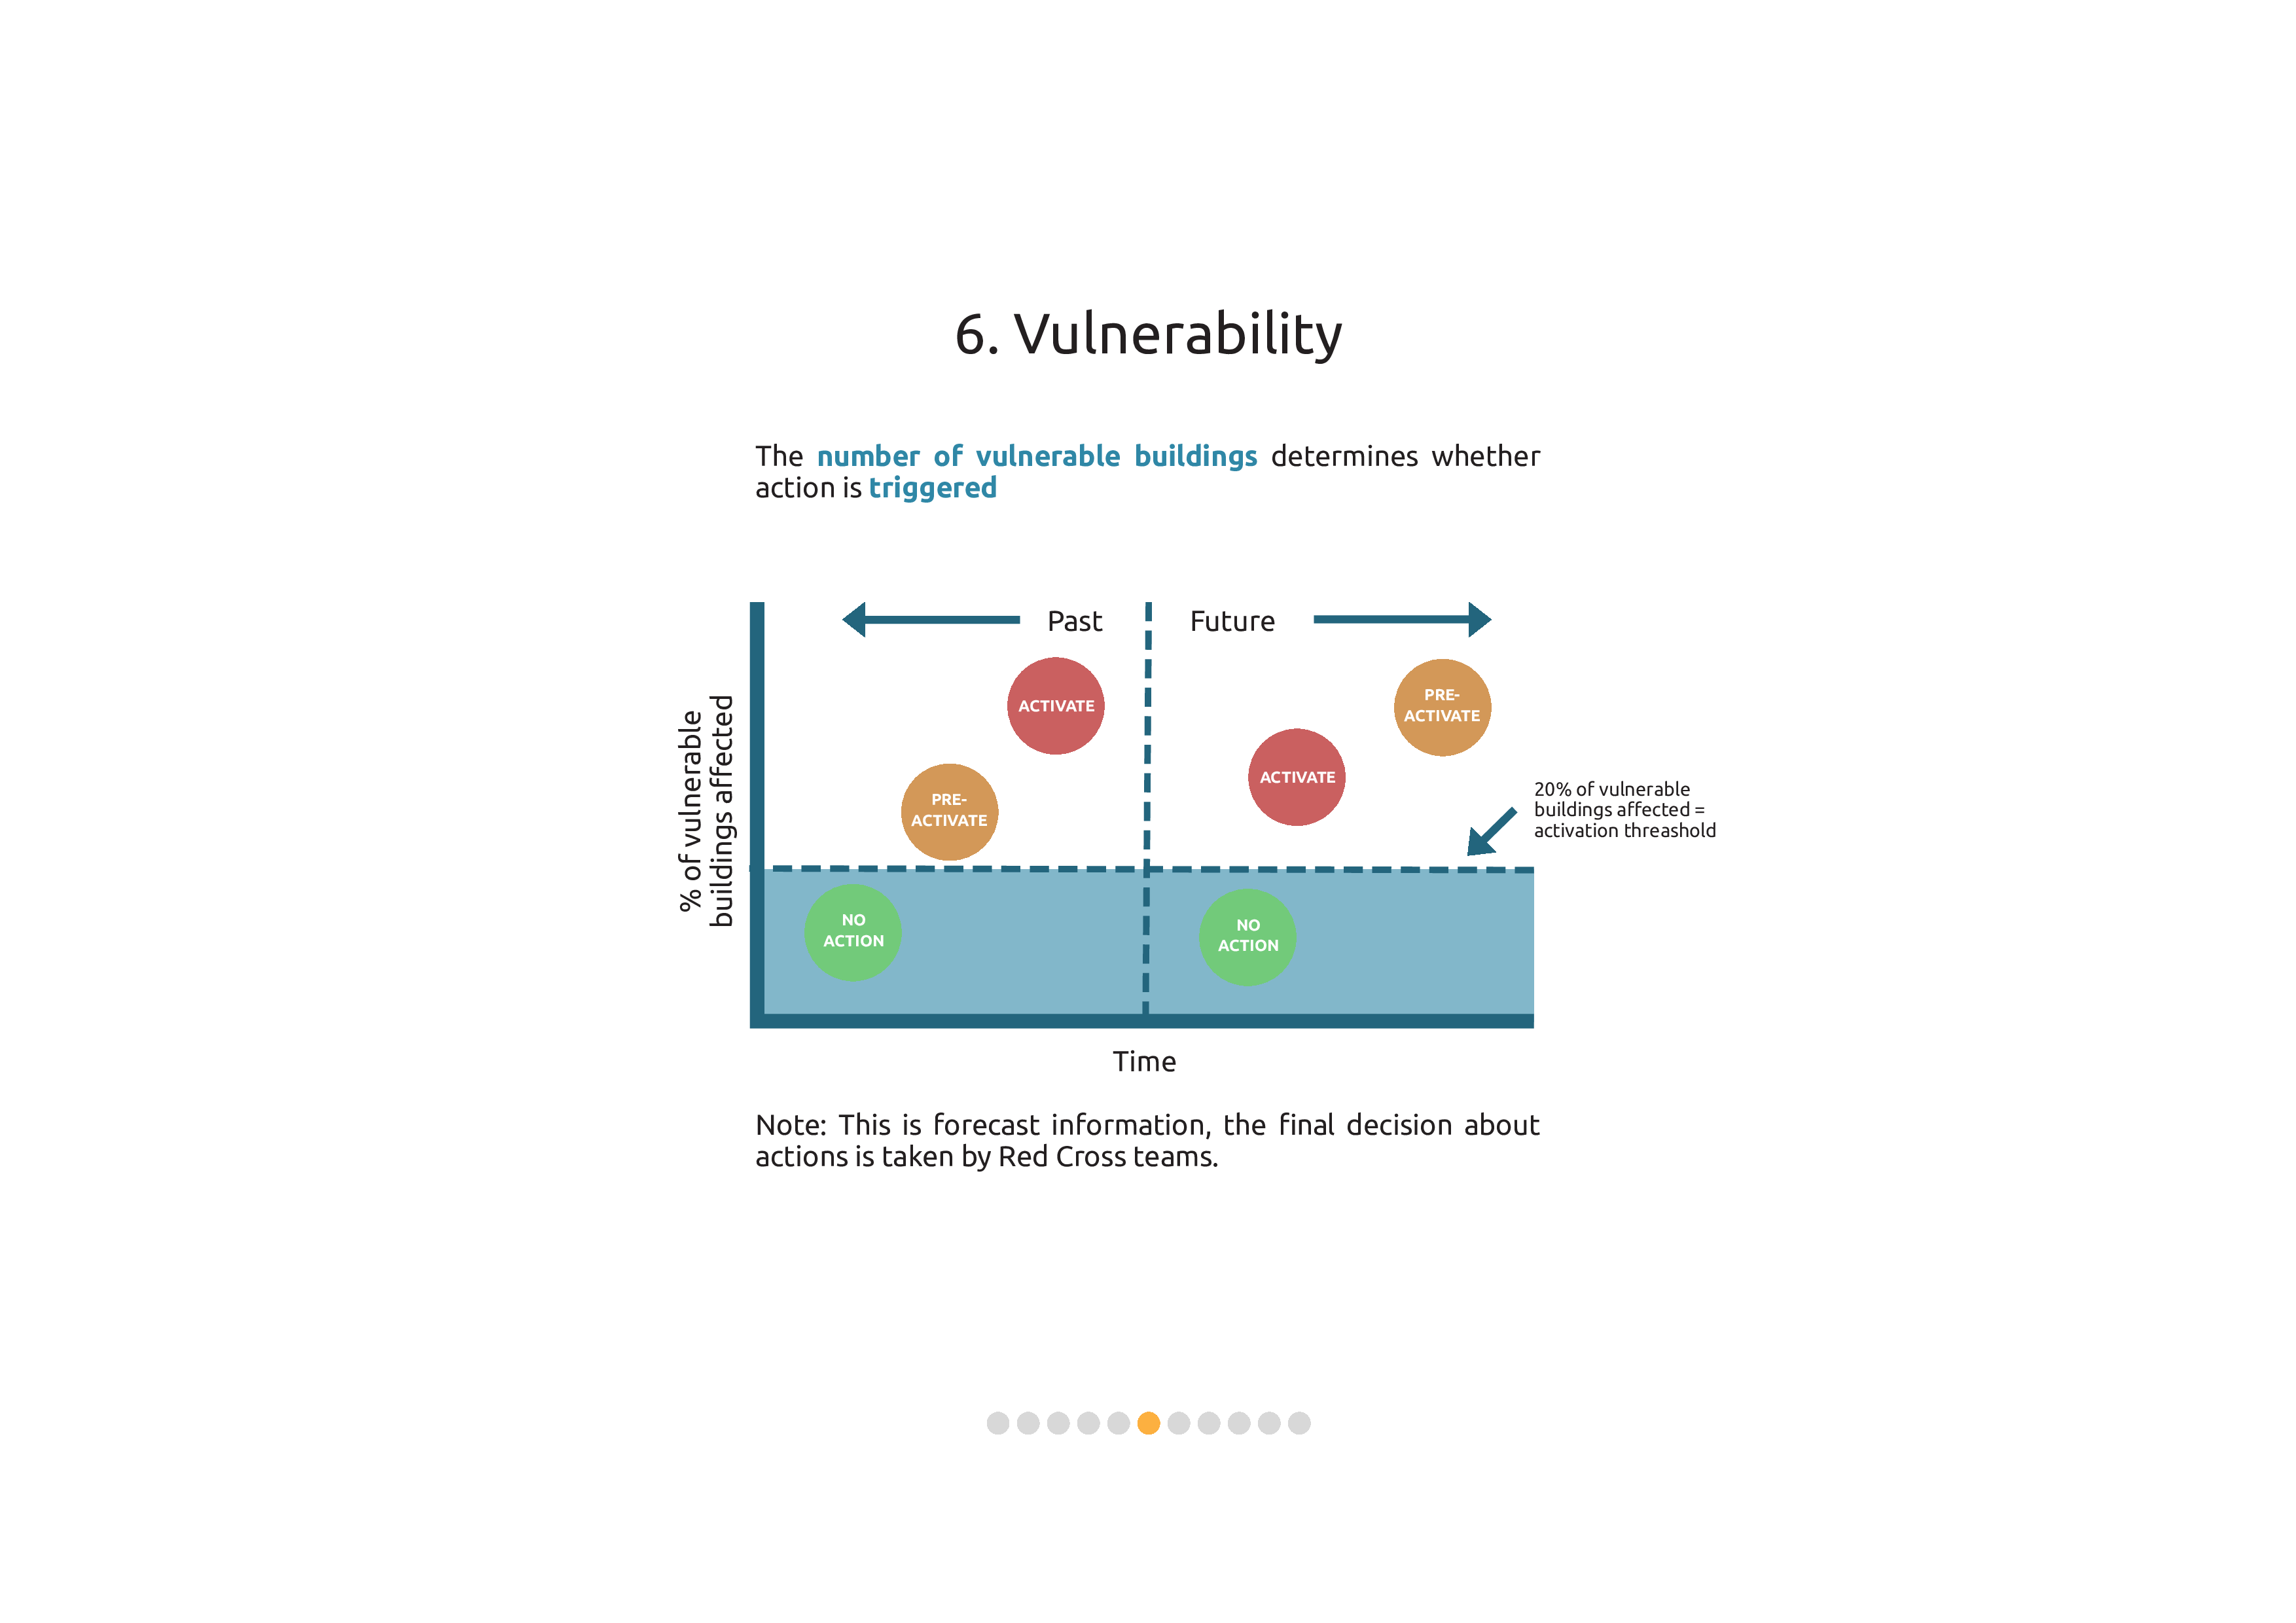 6. Vulnerability
The number of vulnerable buildings determines whether
action is triggered
Past
Future
ACTIVATE
PRE-
ACTIVATE
ACTIVATE
PRE-
ACTIVATE
20% of vulnerable
buildings affected =
activation threashold
% of vulnerable
buildings affected
NO
ACTION
NO
ACTION
Time
Note: This is forecast information, the final decision about
actions is taken by Red Cross teams.